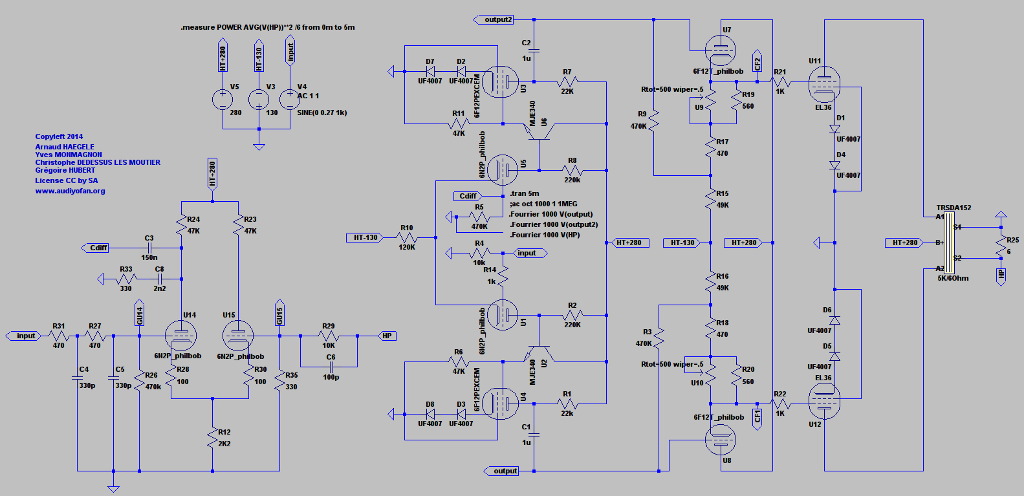 .measure POWER AVG(V(HP))**2 /6 from 0m to 5m
HT+280
HT-130
input
V5
280
V3
130
V4
AC 1 1
SINE(0 0.27 1k)
Copyleft 2014
Arnaud HAEGELE
Yves MONMAGNON
Christophe DEDESSUS LES MOUTIER
Grégoire HUBERT
License CC by SA
www.audiyofan.org
HT+280
R24
47K
R23
47K
Cdiff
C3
150n
R33
330
C8
2n2
GU14
U14
6N2P_philbob
U15
6N2P_philbob
GU15
input
R31
470
R27
470
C4
330p
C5
330p
R26
470k
R28
100
R30
100
R35
330
R29
10K
C6
100p
HP
R12
2K2
output2
C2
1u
D7
UF4007
D2
UF4007
6F12PEXCEM
U3
R7
22K
R11
47K
MJE340
U6
6N2P_philbob
U5
R8
220k
Cdiff
R5
470K
.tran 5m
;ac oct 1000 1 1MEG
.Fourrier 1000 V(output)
.Fourrier 1000 V(output2)
.Fourrier 1000 V(HP)
HT-130
R10
120K
R4
10k
input
R14
1k
6N2P_philbob
U1
R2
220K
MJE340
U2
R6
47K
D8
UF4007
D3
UF4007
6F12PEXCEM
U4
R1
22k
C1
1u
output
HT+280
U7
6F12T_philbob
CF2
Rtot=500 wiper=.5
U9
R19
560
R9
470K
R17
470
R15
49K
HT-130
HT+280
R16
49K
R3
470K
R18
470
Rtot=500 wiper=.5
U10
R20
560
6F12T_philbob
U8
CF1
R21
1K
U11
EL36
D1
UF4007
D4
UF4007
D6
UF4007
D5
UF4007
EL36
U12
R22
1K
TRSDA152
A1
B+
A2
S1
S2
5K/6Ohm
HT+280
R25
6
HP